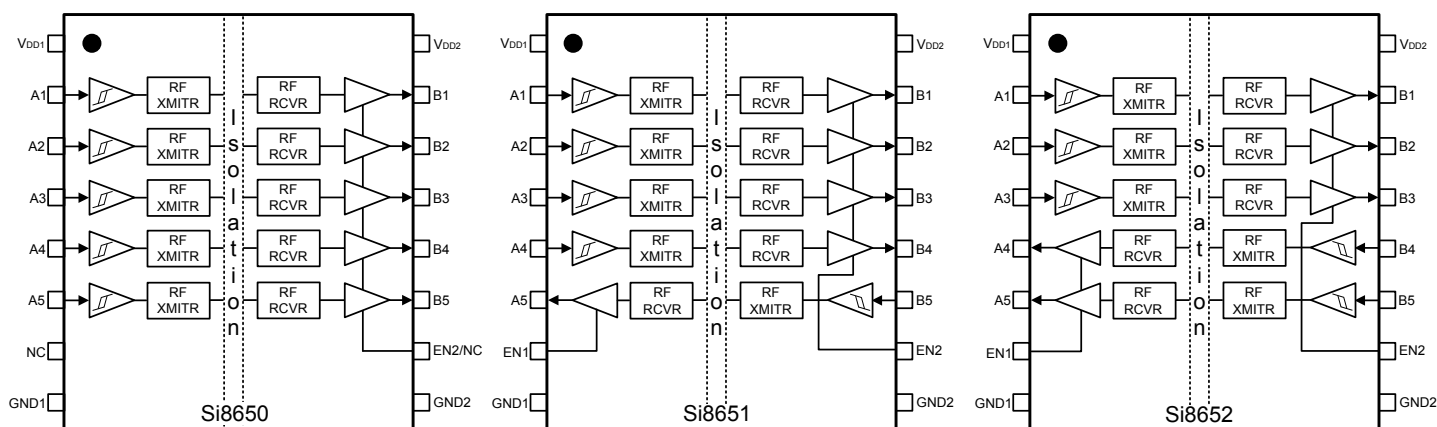 VDD1
VDD2
A1
RF XMITR
RF RCVR
B1
A2
RF XMITR
RF RCVR
B2
A3
RF XMITR
RF RCVR
B3
A4
RF XMITR
RF RCVR
B4
A5
RF XMITR
RF RCVR
B5
NC
EN2/NC
GND1
GND2
Isolation
Si8650
VDD1
VDD2
A1
RF XMITR
RF RCVR
B1
A2
RF XMITR
RF RCVR
B2
A3
RF XMITR
RF RCVR
B3
A4
RF XMITR
RF RCVR
B4
A5
RF RCVR
RF XMITR
B5
EN1
EN2
GND1
GND2
Isolation
Si8651
VDD1
VDD2
A1
RF XMITR
RF RCVR
B1
A2
RF XMITR
RF RCVR
B2
A3
RF XMITR
RF RCVR
B3
A4
RF RCVR
RF XMITR
B4
A5
RF RCVR
RF XMITR
B5
EN1
EN2
GND1
GND2
Isolation
Si8652